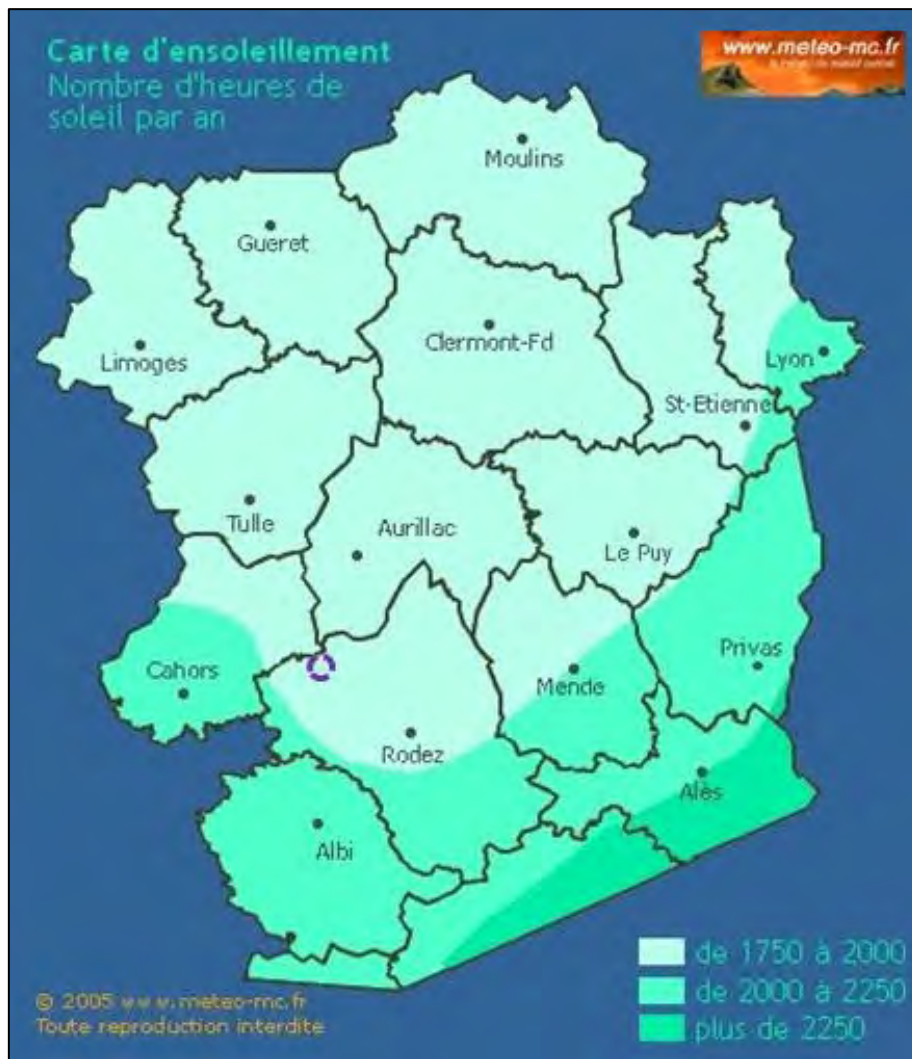 Carte d'ensoleillement
Nombre d'heures de
soleil par an
www.meteo-mc.fr
Moulins
Gueret
Clermont-Fd
Limoges
Lyon
St-Etienne
Tulle
Aurillac
Le Puy
Cahors
Privas
Mende
Rodez
Alès
Albi
de 1750 à 2000
de 2000 à 2250
plus de 2250
© 2005 www.meteo-mc.fr
Toute reproduction interdite